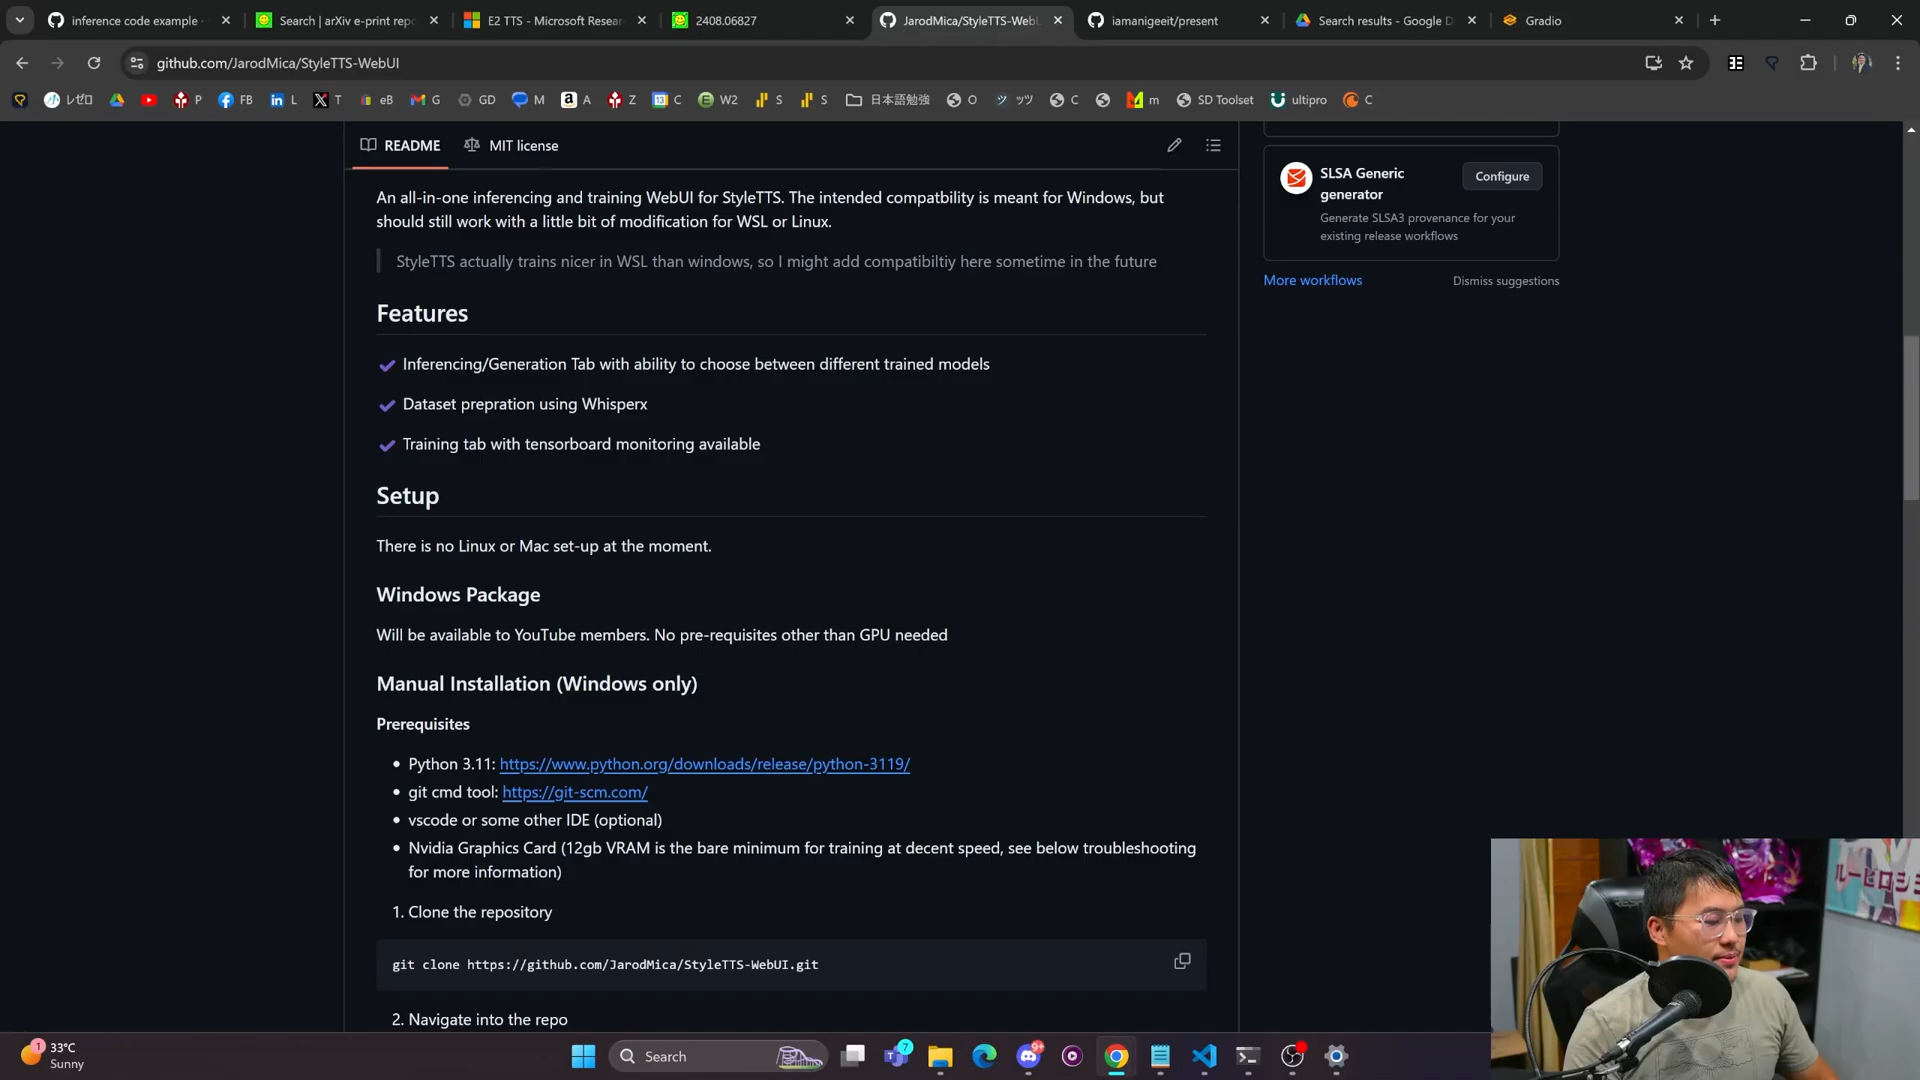 inference code example
Search | arXiv e-print repo
E2 TTS - Microsoft Resear
2408.06827
JarodMica/StyleTTS-WebU
iamanigeeit/present
Search results - Google D
Gradio
github.com/JarodMica/StyleTTS-WebUI
レゼロ
P
FB
L
T
eB
G
GD
M
A
Z
C
W2
S
S
日本語勉強
O
ッツ
C
m
SD Toolset
ultipro
C
README
MIT license
An all-in-one inferencing and training WebUI for StyleTTS. The intended compatbility is meant for Windows, but
should still work with a little bit of modification for WSL or Linux.
StyleTTS actually trains nicer in WSL than windows, so I might add compatibiltiy here sometime in the future
Features
Inferencing/Generation Tab with ability to choose between different trained models
Dataset prepration using Whisperx
Training tab with tensorboard monitoring available
Setup
There is no Linux or Mac set-up at the moment.
Windows Package
Will be available to YouTube members. No pre-requisites other than GPU needed
Manual Installation (Windows only)
Prerequisites
• Python 3.11: https://www.python.org/downloads/release/python-3119/
• git cmd tool: https://git-scm.com/
• vscode or some other IDE (optional)
• Nvidia Graphics Card (12gb VRAM is the bare minimum for training at decent speed, see below troubleshooting
for more information)
1. Clone the repository
git clone https://github.com/JarodMica/StyleTTS-WebUI.git
2. Navigate into the repo
SLSA Generic
generator
Configure
Generate SLSA3 provenance for your
existing release workflows
More workflows
Dismiss suggestions
1
33°C
Sunny
Search
7
9+